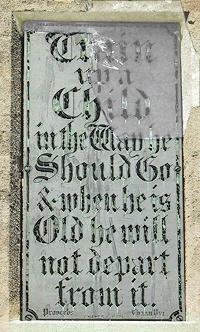 Train
up a
Child
in the Way he
Should Go
& when he is
Old he will
not depart
from it.
Proverbs